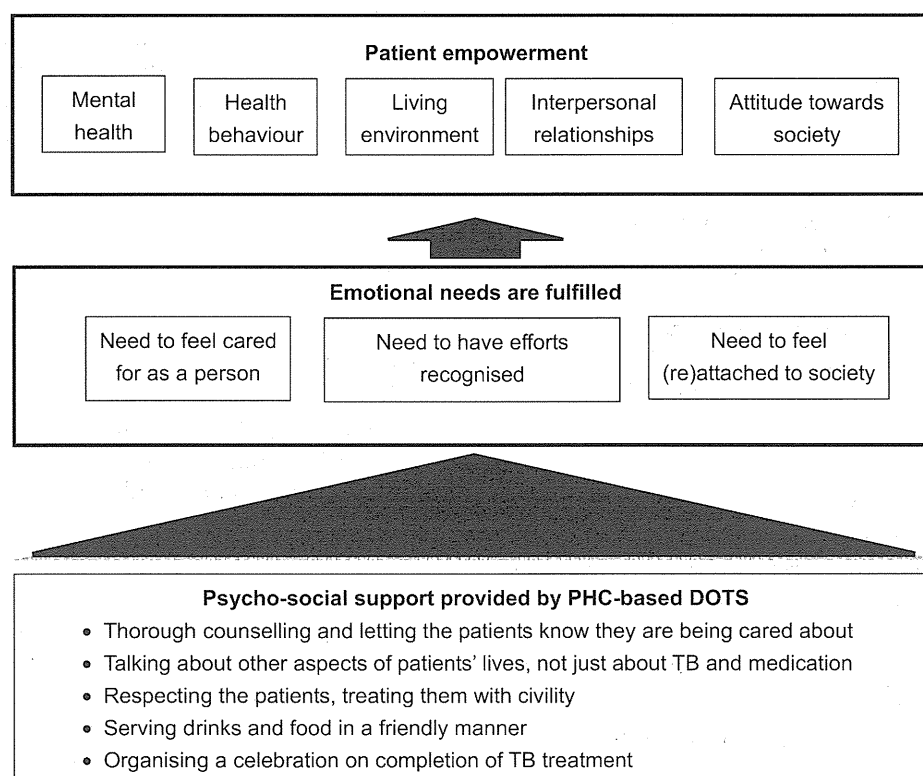 Patient empowerment
Mental
health
Health
behaviour
Living
environment
Interpersonal
relationships
Attitude towards
society
Emotional needs are fulfilled
Need to feel cared
for as a person
Need to have efforts
recognised
Need to feel
(re)attached to society
Psycho-social support provided by PHC-based DOTS
• Thorough counselling and letting the patients know they are being cared about
• Talking about other aspects of patients' lives, not just about TB and medication
• Respecting the patients, treating them with civility
• Serving drinks and food in a friendly manner
• Organising a celebration on completion of TB treatment